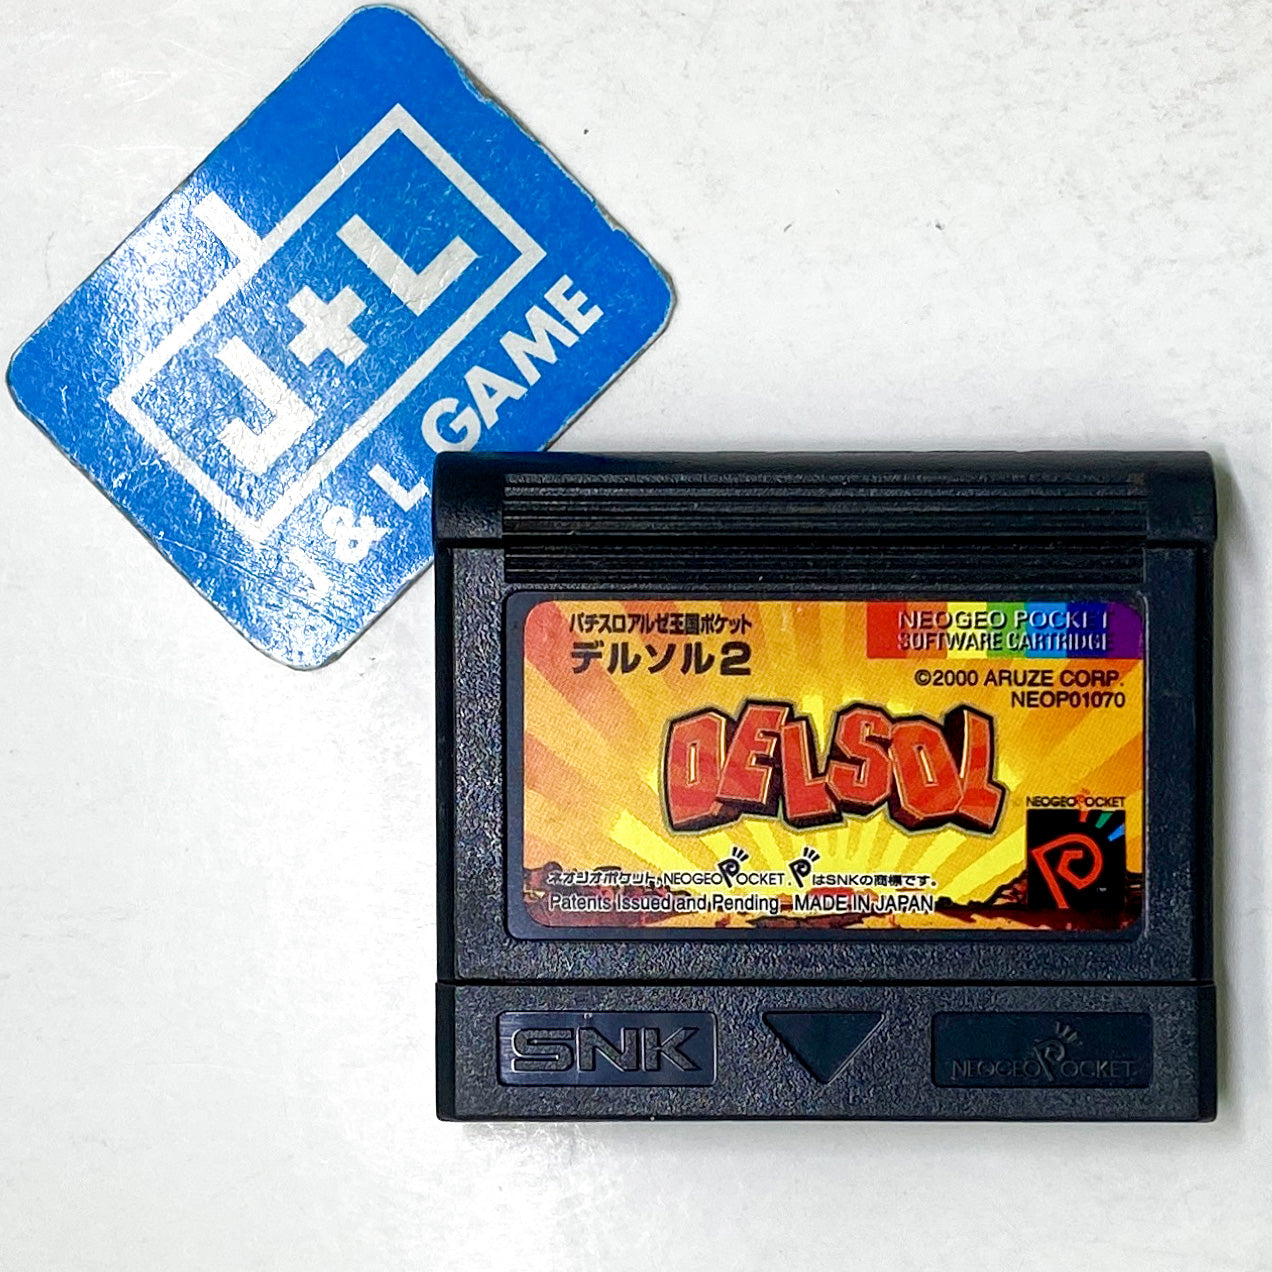 J+L
J & L GAME
パチスロアルゼ王国ポケット
デルソル2
NEOGEO POCKET
SOFTWARE CARTRIDGE
©2000 ARUZE CORP.
NEOP01070
DELSOL
NEOGEO POCKET
ネオジオポケット, NEOGEO POCKET, PはSNKの商標です。
Patents Issued and Pending MADE IN JAPAN
SNK
NEOGEO POCKET